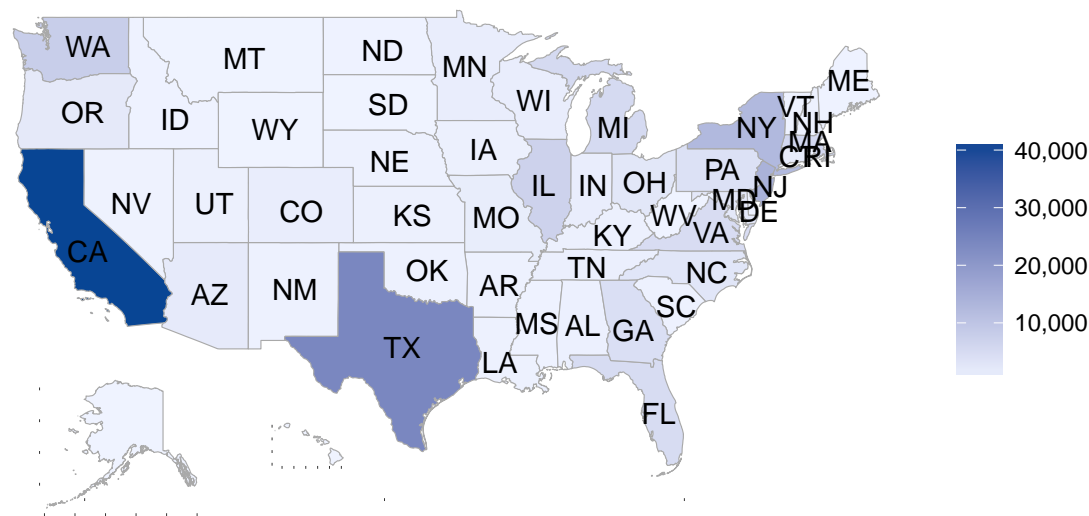 WA
MT
ND
MN
ME
OR
ID
WY
SD
WI
MI
NY
VT
NH
MA
CT
RI
NV
UT
CO
NE
IA
IL
IN
OH
PA
NJ
MD
DE
CA
KS
MO
KY
WV
VA
AZ
NM
OK
AR
TN
NC
TX
LA
MS
AL
GA
SC
FL
40,000
30,000
20,000
10,000